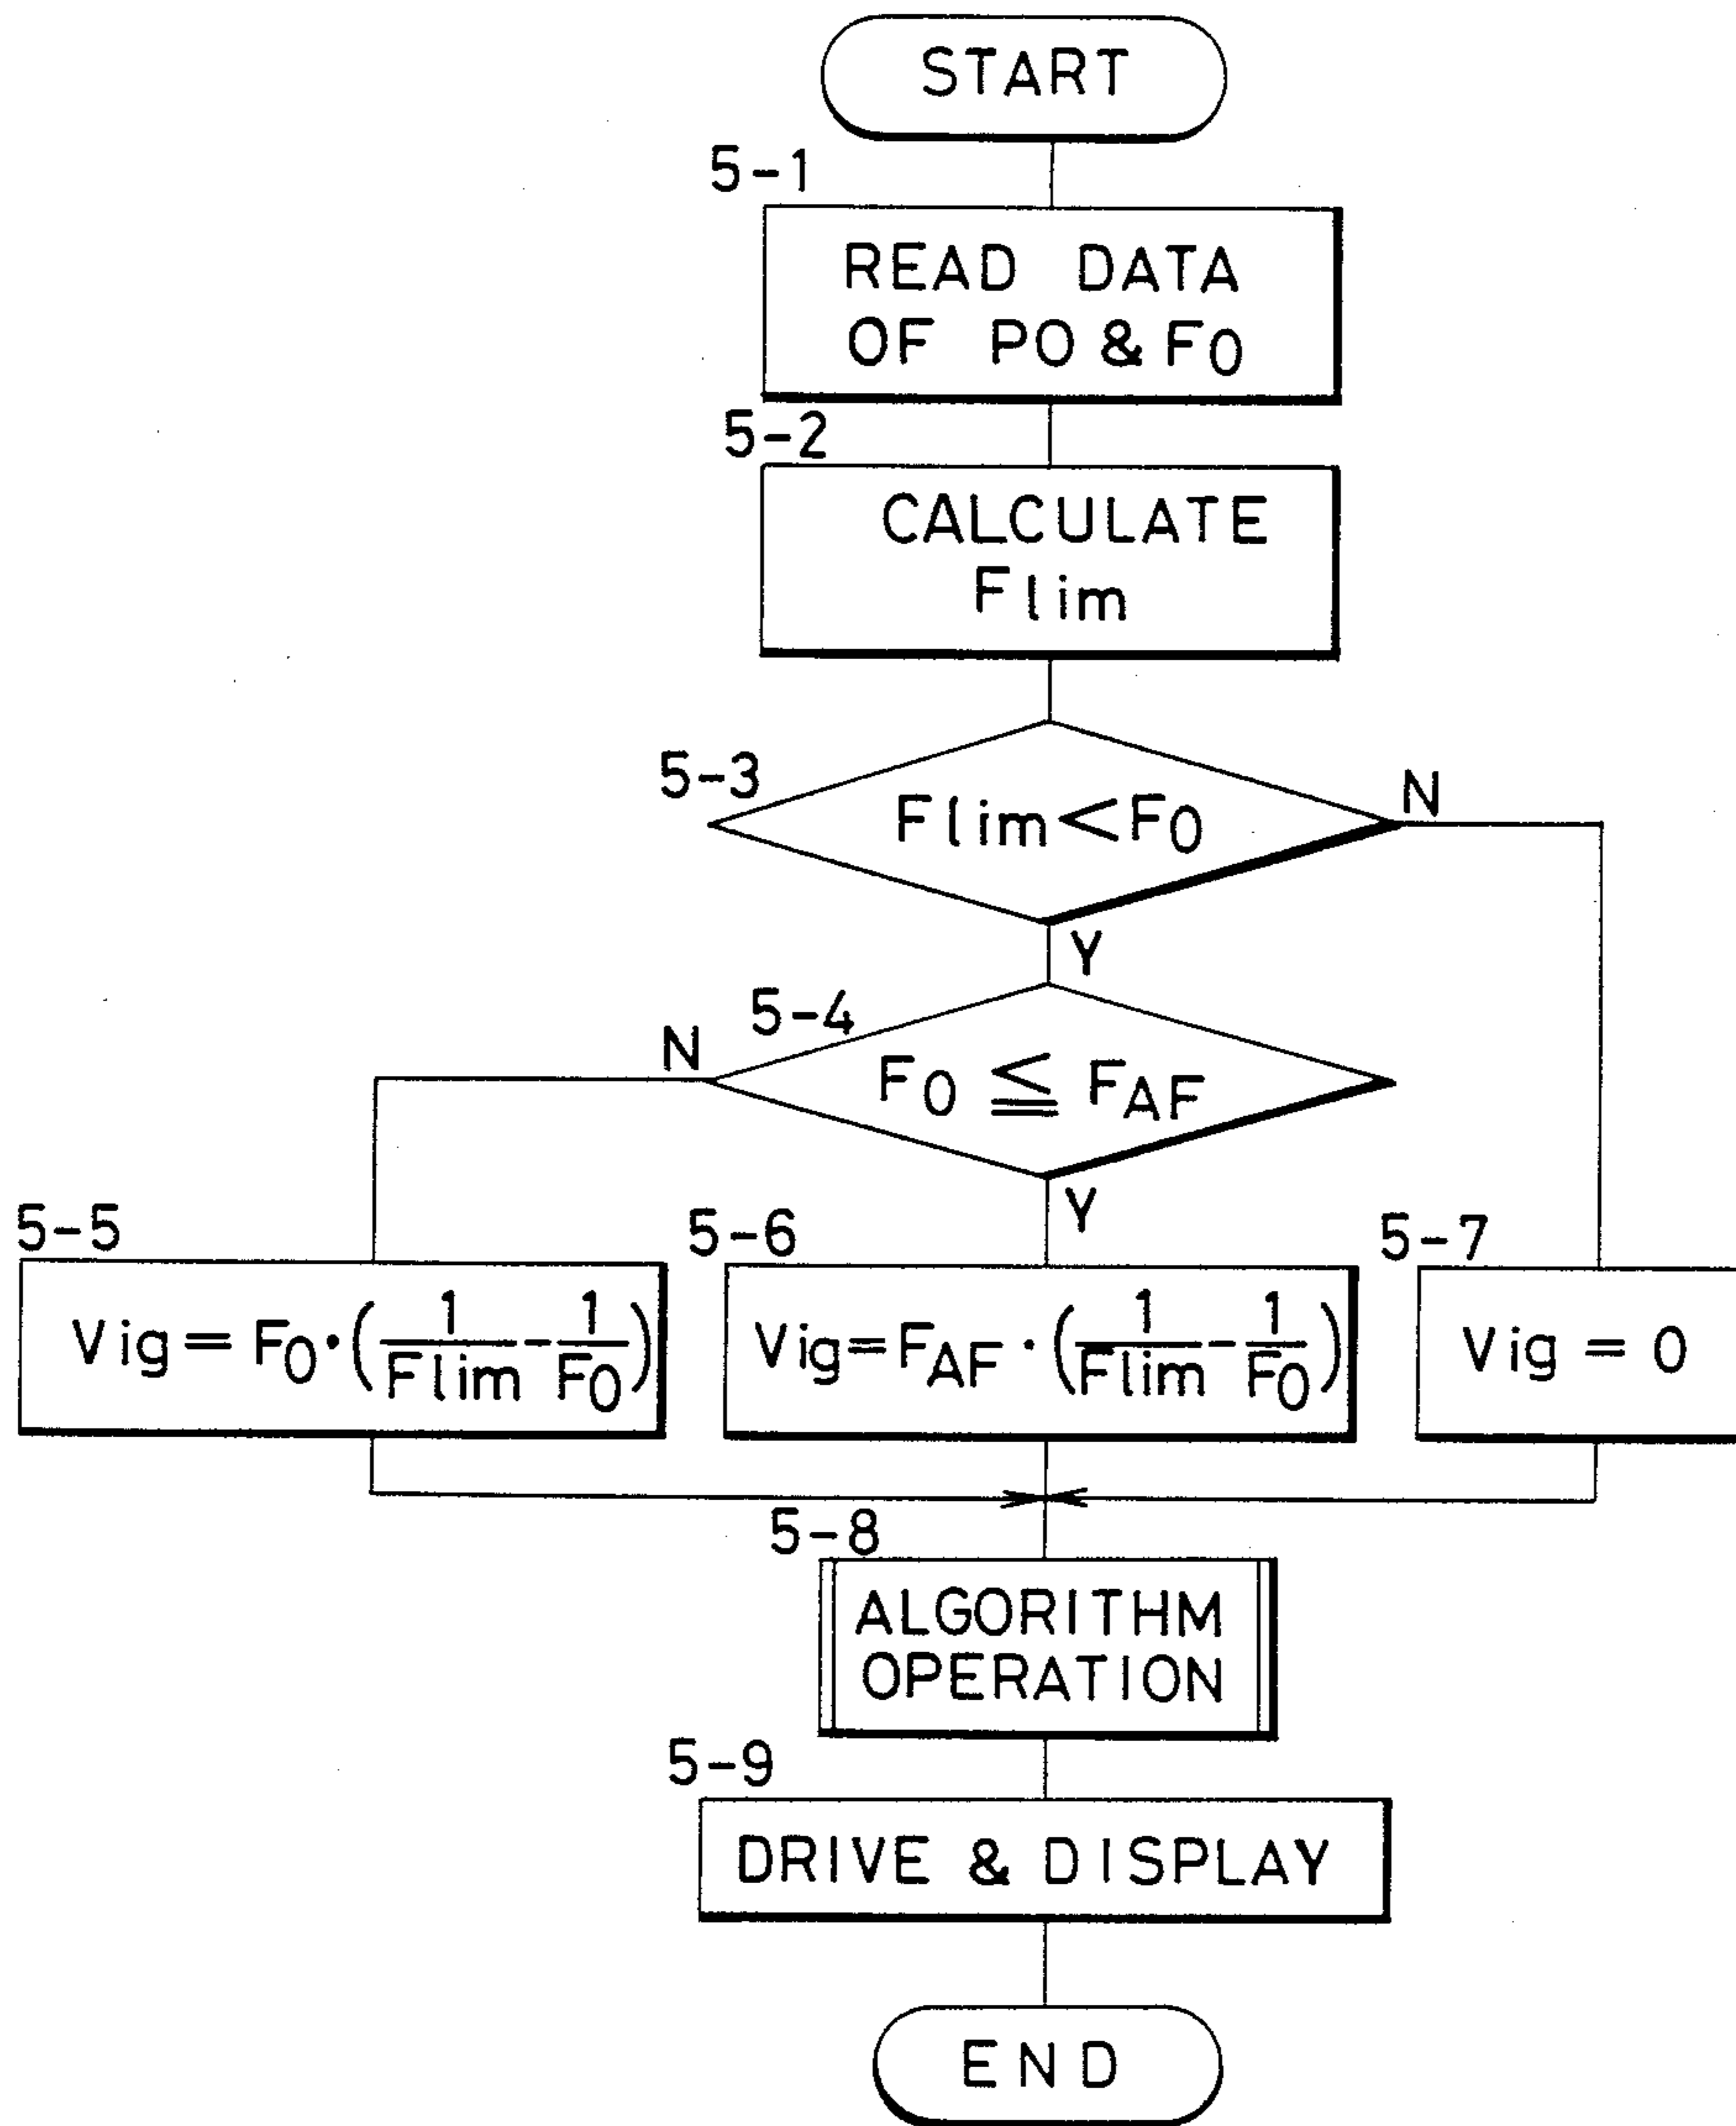 START
5-1
READ DATA
OF PO & F0
5-2
CALCULATE
Flim
5-3
Flim < F0
N
Y
5-4
N
F0 ≦ FAF
Y
5-5
Vig = F0・(1/Flim - 1/F0)
5-6
Vig = FAF・(1/Flim - 1/F0)
5-7
Vig = 0
5-8
ALGORITHM
OPERATION
5-9
DRIVE & DISPLAY
END